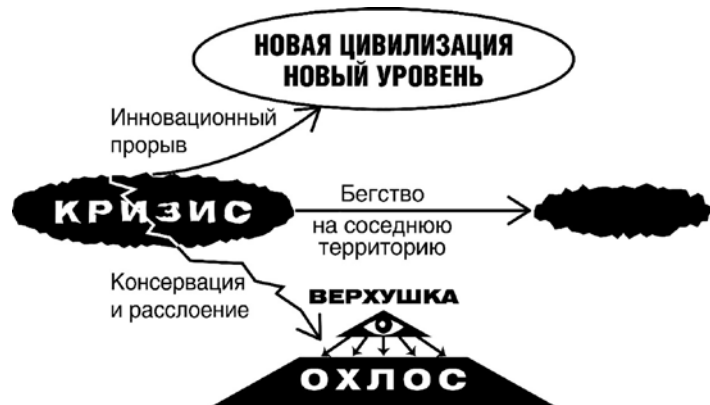 НОВАЯ ЦИВИЛИЗАЦИЯ
НОВЫЙ УРОВЕНЬ
Инновационный
прорыв
КРИЗИС
Бегство
на соседнюю
территорию
Консервация
и расслоение
ВЕРХУШКА
ОХЛОС